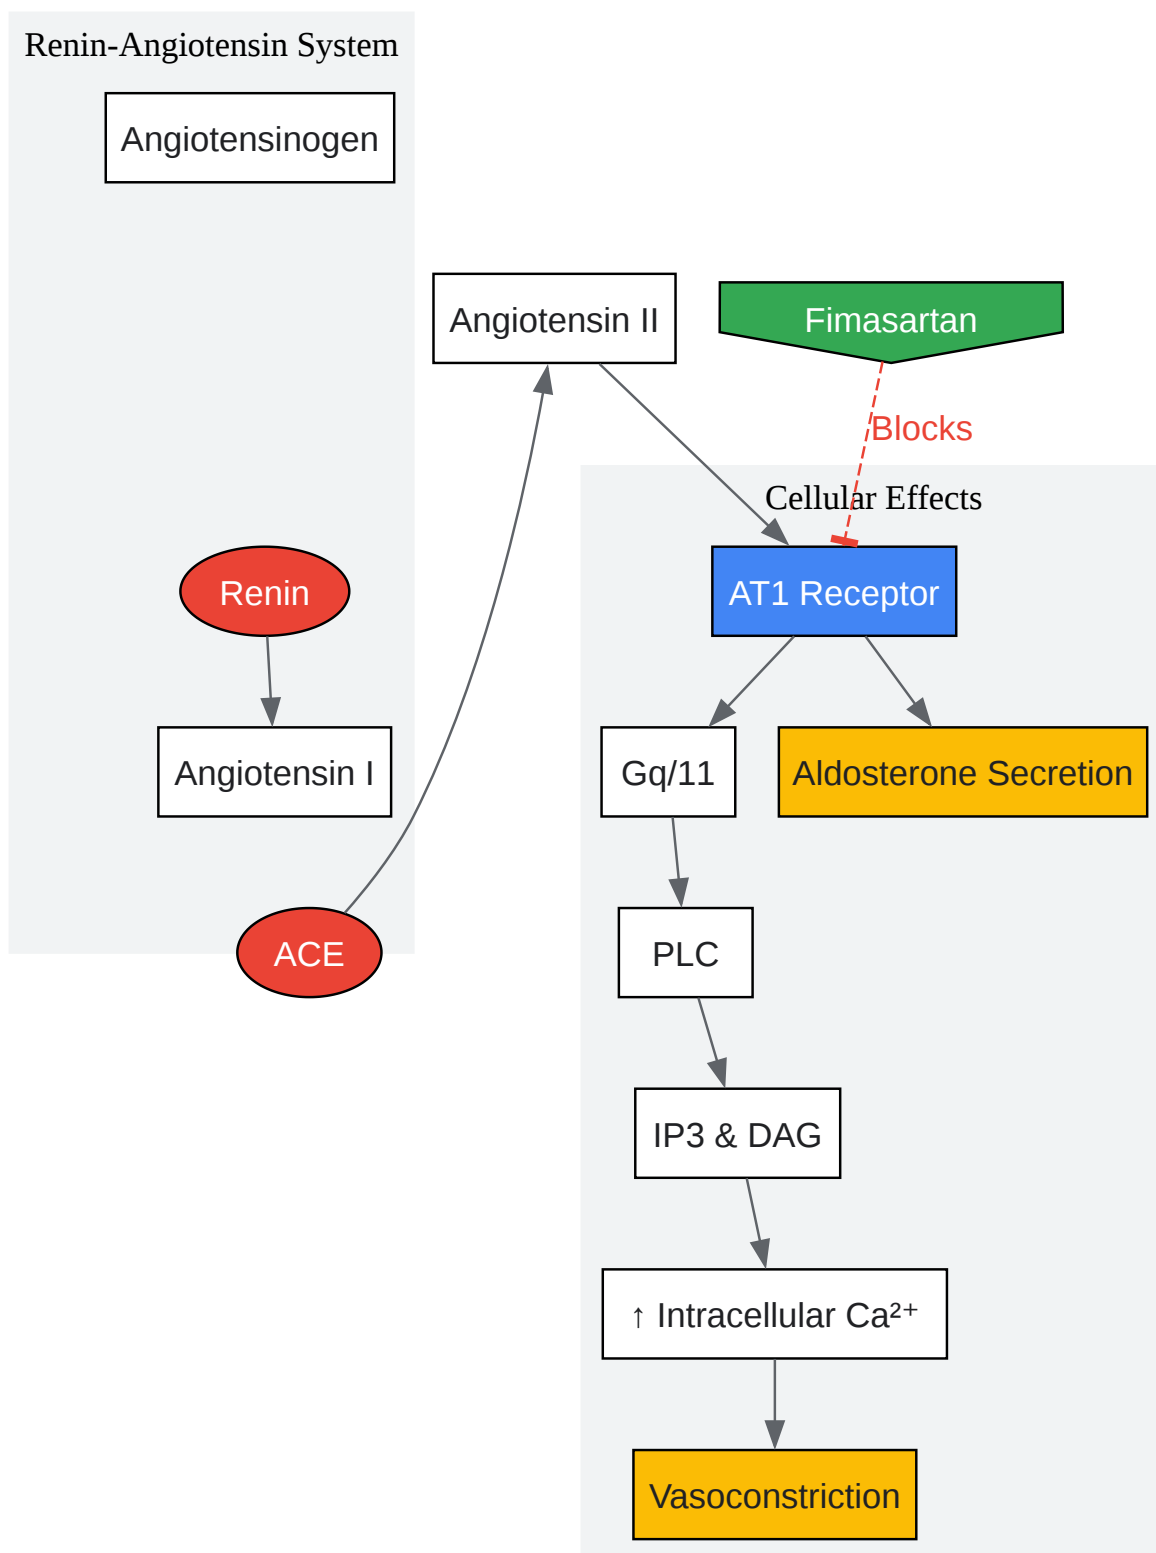 Renin-Angiotensin System
Angiotensinogen
Angiotensin II
Fimasartan
Blocks
Cellular Effects
Renin
AT1 Receptor
Angiotensin I
Gq/11
Aldosterone Secretion
ACE
PLC
IP3 & DAG
↑ Intracellular Ca²⁺
Vasoconstriction